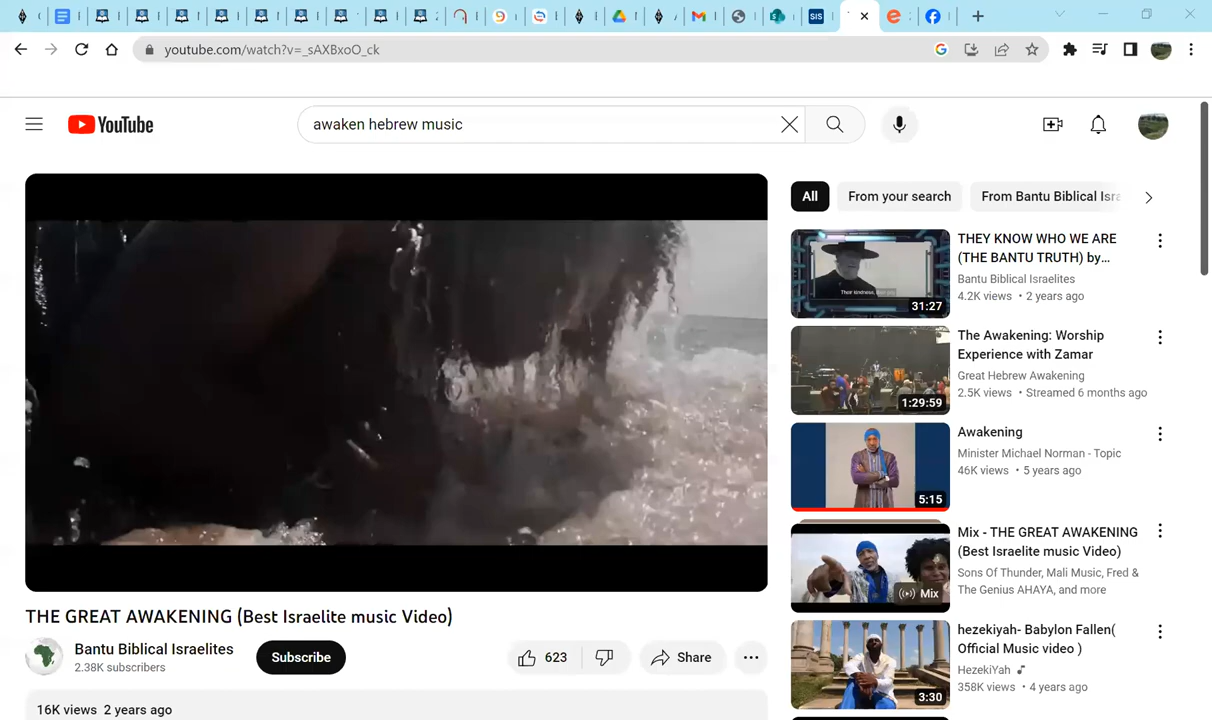 youtube.com/watch?v=_sAXBxoO_ck
SIS
YouTube
awaken hebrew music
All
From your search
From Bantu Biblical Isra
THEY KNOW WHO WE ARE
(THE BANTU TRUTH) by...
Bantu Biblical Israelites
4.2K views • 2 years ago
31:27
The Awakening: Worship
Experience with Zamar
Great Hebrew Awakening
2.5K views • Streamed 6 months ago
1:29:59
Awakening
Minister Michael Norman - Topic
46K views • 5 years ago
5:15
Mix - THE GREAT AWAKENING
(Best Israelite music Video)
Sons Of Thunder, Mali Music, Fred &
The Genius AHAYA, and more
Mix
hezekiyah- Babylon Fallen(
Official Music video )
HezekiYah
358K views • 4 years ago
3:30
THE GREAT AWAKENING (Best Israelite music Video)
Bantu Biblical Israelites
2.38K subscribers
Subscribe
623
Share
16K views 2 years ago